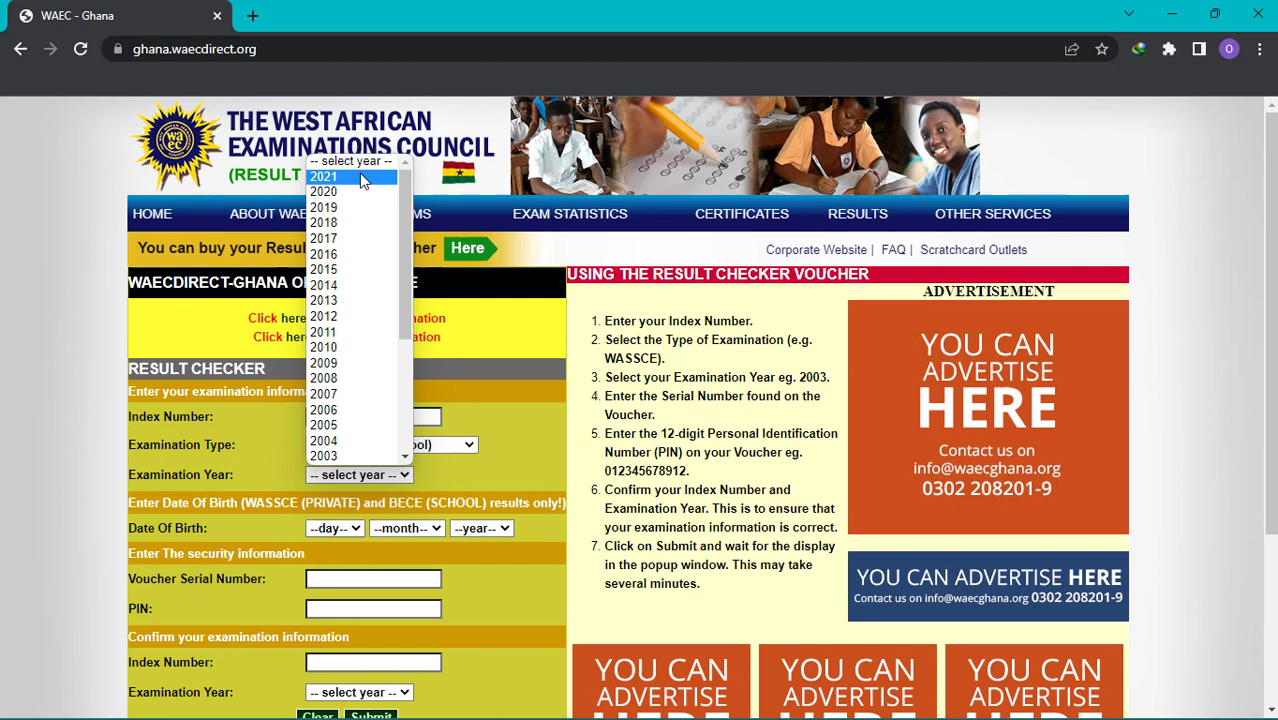 WAEC - Ghana
ghana.waecdirect.org
O
THE WEST AFRICAN
EXAMINATIONS COUNCIL
(RESULT
HOME ABOUT WAE MS EXAM STATISTICS CERTIFICATES RESULTS OTHER SERVICES
You can buy your Resul her Here
Corporate Website | FAQ | Scratchcard Outlets
-- select year --
2021
2020
2019
2018
2017
2016
2015
2014
2013
2012
2011
2010
2009
2008
2007
2006
2005
2004
2003
WAECDIRECT-GHANA O E
Click here mation
Click here ation
RESULT CHECKER
Enter your examination informa
Index Number:
Examination Type: ool)
Examination Year: -- select year --
Enter Date Of Birth (WASSCE (PRIVATE) and BECE (SCHOOL) results only!)
Date Of Birth: --day-- --month-- --year--
Enter The security information
Voucher Serial Number:
PIN:
Confirm your examination information
Index Number:
Examination Year: -- select year --
Clear Submit
USING THE RESULT CHECKER VOUCHER
1. Enter your Index Number.
2. Select the Type of Examination (e.g.
WASSCE).
3. Select your Examination Year eg. 2003.
4. Enter the Serial Number found on the
Voucher.
5. Enter the 12-digit Personal Identification
Number (PIN) on your Voucher eg.
012345678912.
6. Confirm your Index Number and
Examination Year. This is to ensure that
your examination information is correct.
7. Click on Submit and wait for the display
in the popup window. This may take
several minutes.
ADVERTISEMENT
YOU CAN
ADVERTISE
HERE
Contact us on
info@waecghana.org
0302 208201-9
YOU CAN ADVERTISE HERE
Contact us on info@waecghana.org 0302 208201-9
YOU CAN
ADVERTISE
YOU CAN
ADVERTISE
YOU CAN
ADVERTISE